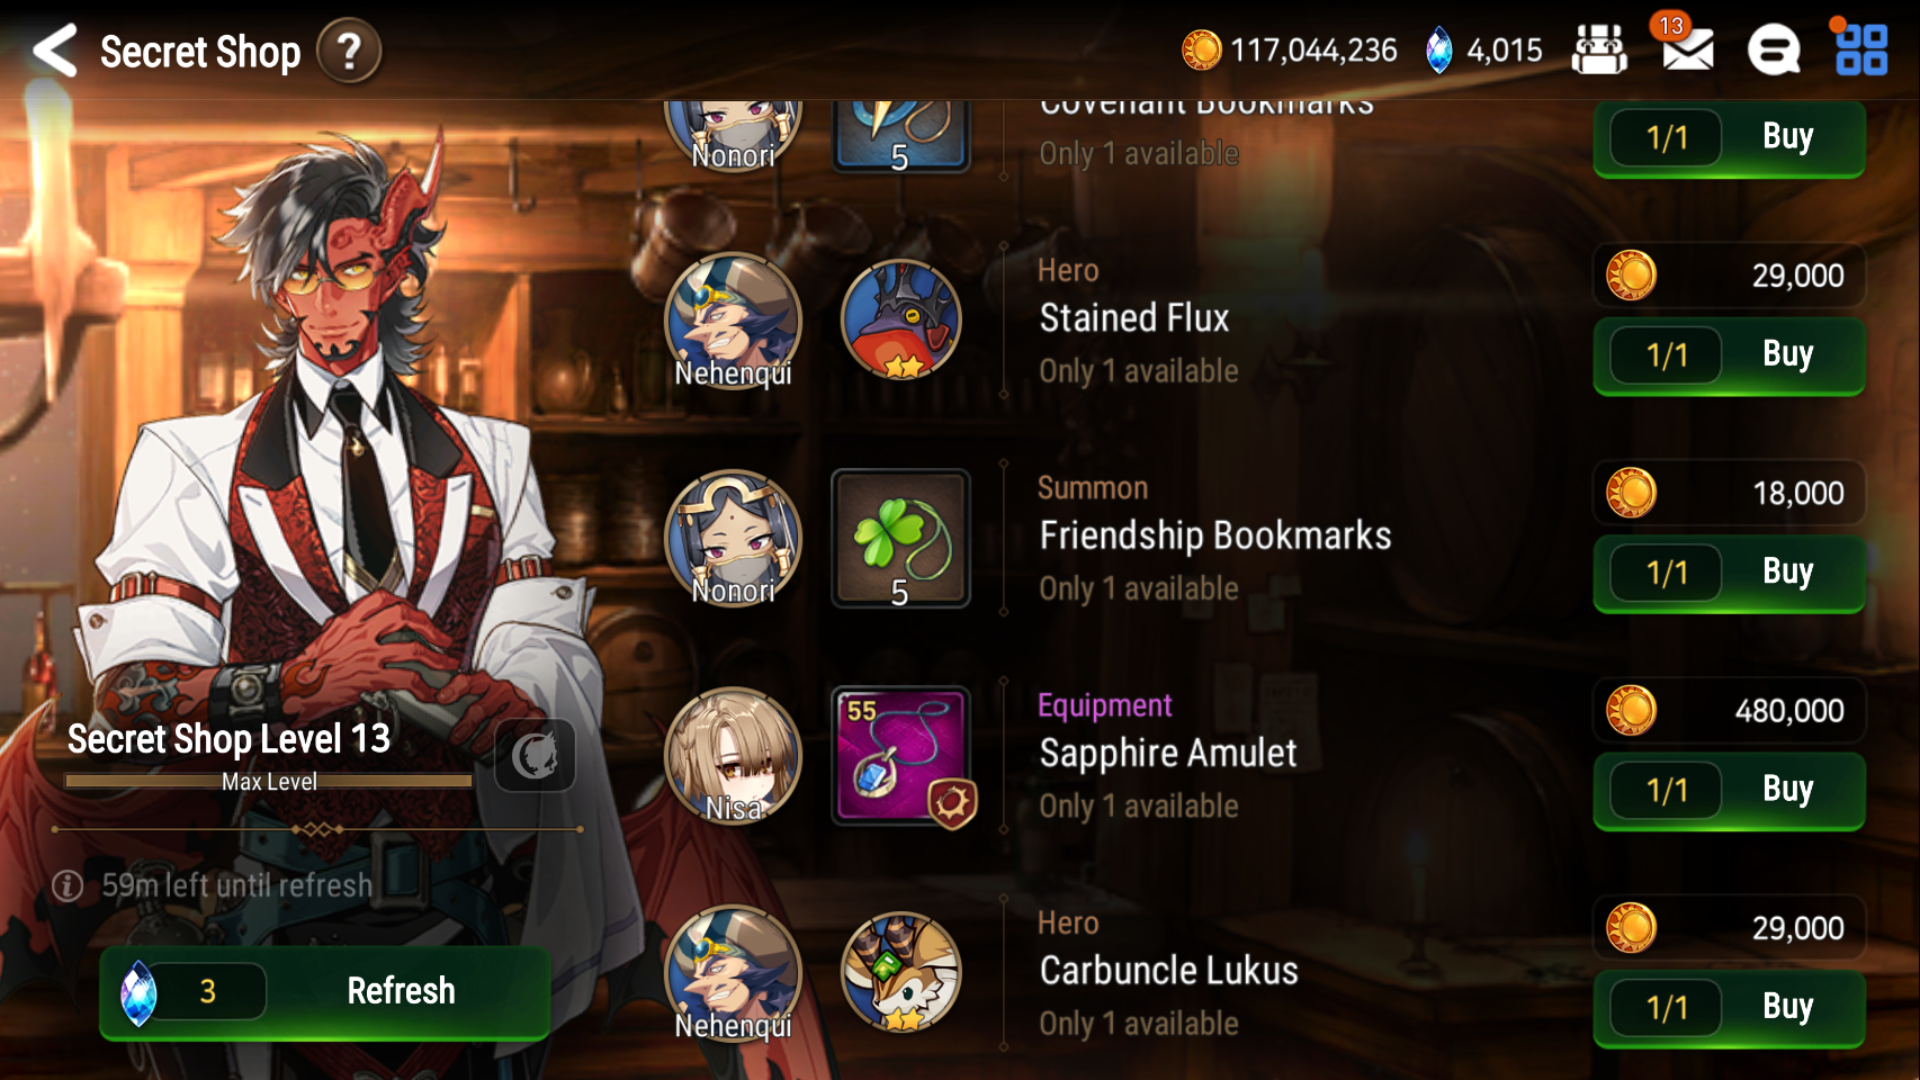 Secret Shop
?
117,044,236
4,015
13
Nonori
5
Covenant Bookmarks
Only 1 available
1/1
Buy
Nehenqui
Hero
Stained Flux
Only 1 available
29,000
1/1
Buy
Nonori
5
Summon
Friendship Bookmarks
Only 1 available
18,000
1/1
Buy
Nisa
55
Equipment
Sapphire Amulet
Only 1 available
480,000
1/1
Buy
Nehenqui
Hero
Carbuncle Lukus
Only 1 available
29,000
1/1
Buy
Secret Shop Level 13
Max Level
59m left until refresh
3
Refresh